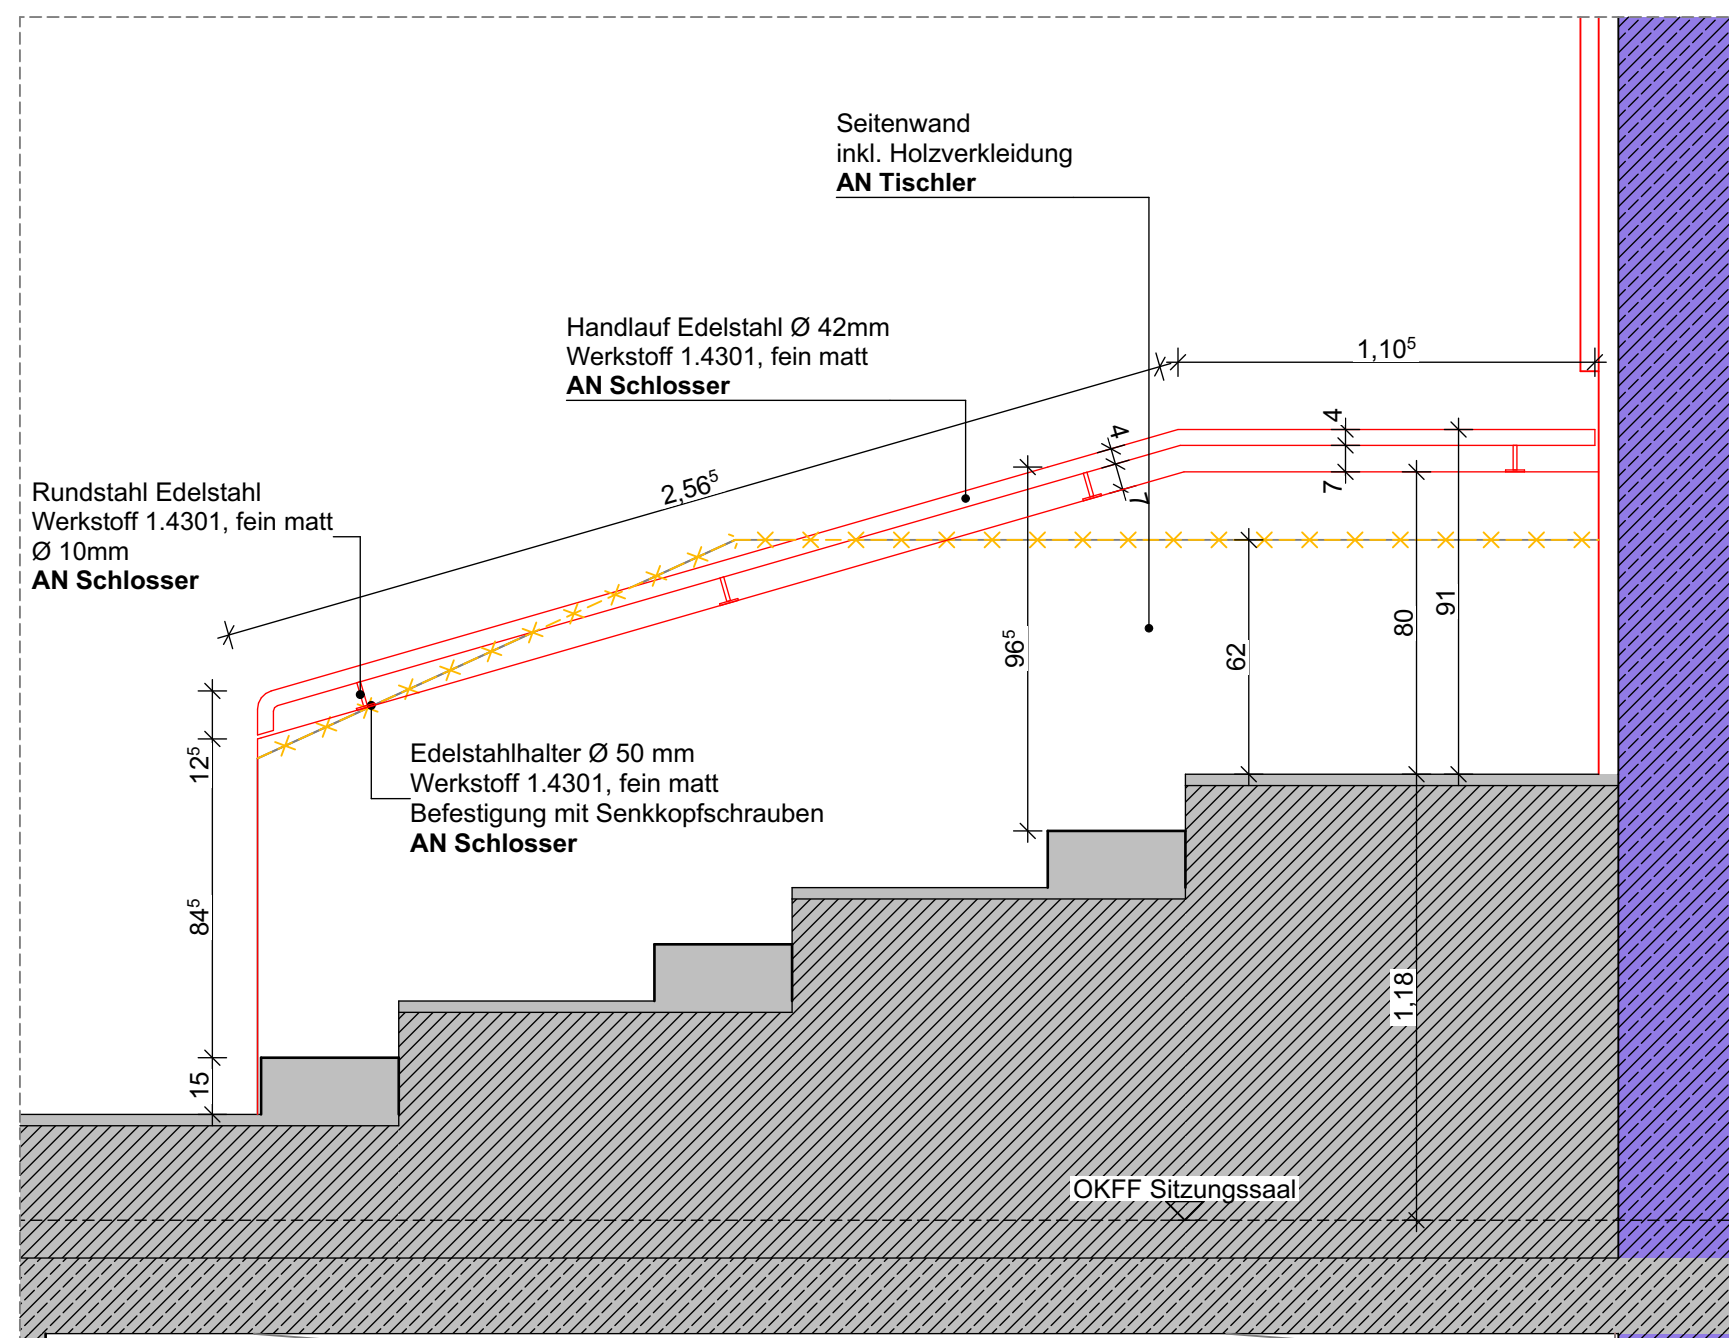 Seitenwand
inkl. Holzverkleidung
AN Tischler
Handlauf Edelstahl Ø 42mm
Werkstoff 1.4301, fein matt
AN Schlosser
1,10⁵
4
7
4
7
2,56⁵
Rundstahl Edelstahl
Werkstoff 1.4301, fein matt
Ø 10mm
AN Schlosser
96⁵
62
80
91
12⁵
Edelstahlhalter Ø 50 mm
Werkstoff 1.4301, fein matt
Befestigung mit Senkkopfschrauben
AN Schlosser
84⁵
1,18
15
OKFF Sitzungssaal